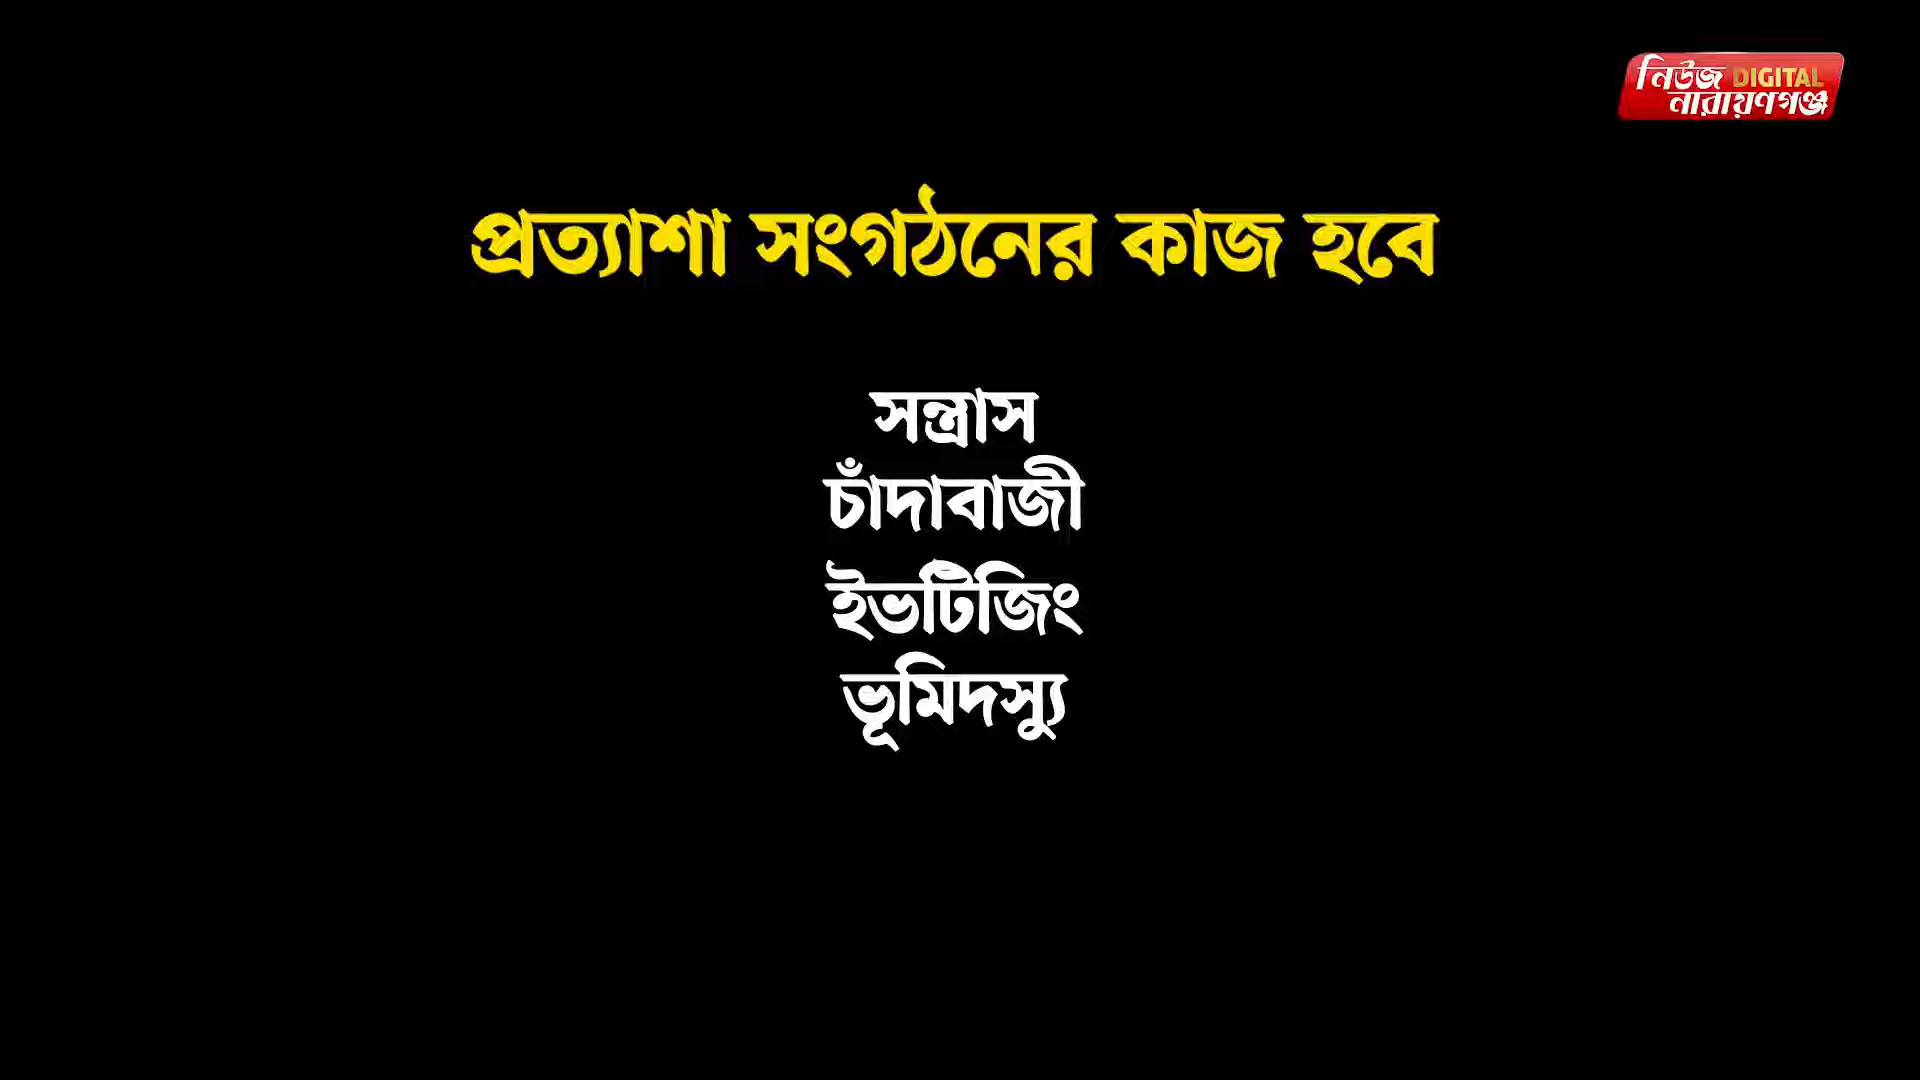 নিউজ DIGITAL
নারায়ণগঞ্জ
প্রত্যাশা সংগঠনের কাজ হবে
সন্ত্রাস
চাঁদাবাজী
ইভটিজিং
ভূমিদস্যু